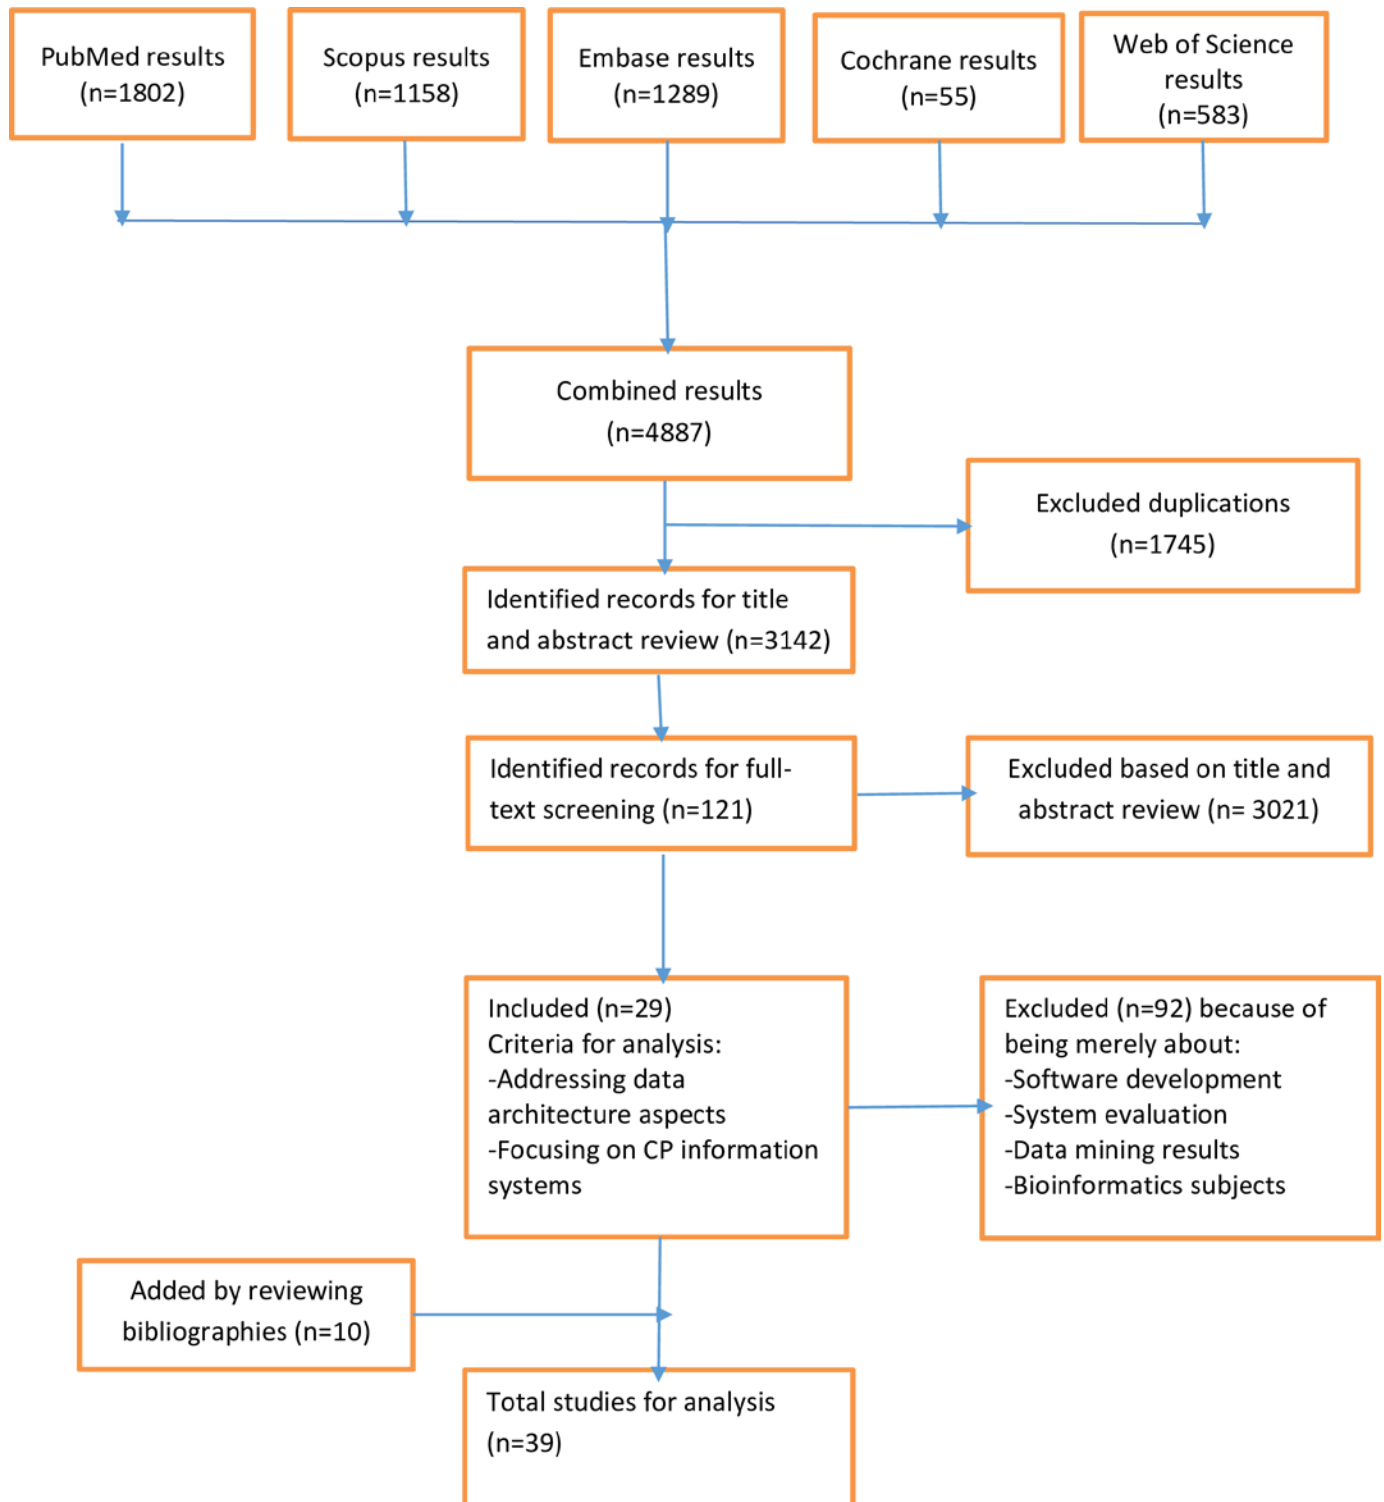 PubMed results
(n=1802)
Scopus results
(n=1158)
Embase results
(n=1289)
Cochrane results
(n=55)
Web of Science
results
(n=583)
Combined results
(n=4887)
Excluded duplications
(n=1745)
Identified records for title
and abstract review (n=3142)
Identified records for full-
text screening (n=121)
Excluded based on title and
abstract review (n= 3021)
Included (n=29)
Criteria for analysis:
-Addressing data
architecture aspects
-Focusing on CP information
systems
Excluded (n=92) because of
being merely about:
-Software development
-System evaluation
-Data mining results
-Bioinformatics subjects
Added by reviewing
bibliographies (n=10)
Total studies for analysis
(n=39)